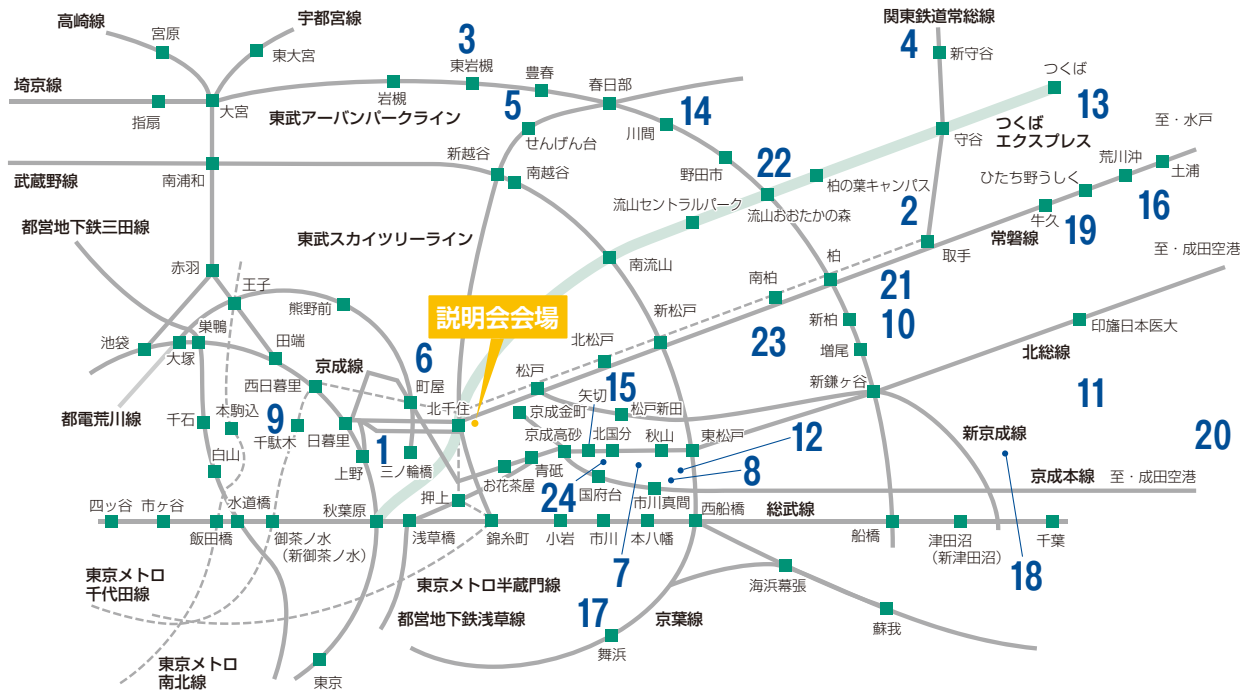 高崎線
宇都宮線
関東鉄道常総線
宮原
東大宮
3
東岩槻
豊春
春日部
4
新守谷
つくば
13
埼京線
指扇
大宮
岩槻
東武アーバンパークライン
5
せんげん台
14
川間
つくば
エクスプレス
守谷
至・水戸
荒川沖
土浦
武蔵野線
南浦和
新越谷
南越谷
野田市
22
柏の葉キャンパス
ひたち野うしく
16
牛久
19
都営地下鉄三田線
東武スカイツリーライン
流山セントラルパーク
流山おおたかの森
2
取手
常磐線
至・成田空港
赤羽
王子
熊野前
説明会会場
南流山
南柏
柏
21
池袋
大塚
巣鴨
田端
新松戸
新柏
10
印旛日本医大
北総線
京成線
6
町屋
北松戸
23
増尾
都電荒川線
西日暮里
北千住
松戸
15
矢切
松戸新田
新鎌ヶ谷
11
千石
本駒込
9
千駄木
日暮里
1
京成金町
京成高砂
北国分
秋山
東松戸
12
新京成線
20
白山
上野
三ノ輪橋
お花茶屋
青砥
24
国府台
8
市川真間
京成本線
至・成田空港
四ッ谷
市ヶ谷
水道橋
秋葉原
押上
西船橋
総武線
飯田橋
御茶ノ水
(新御茶ノ水)
浅草橋
錦糸町
小岩
市川
本八幡
7
船橋
津田沼
(新津田沼)
18
千葉
東京メトロ
千代田線
東京メトロ半蔵門線
都営地下鉄浅草線
17
舞浜
京葉線
海浜幕張
蘇我
東京メトロ
南北線
東京